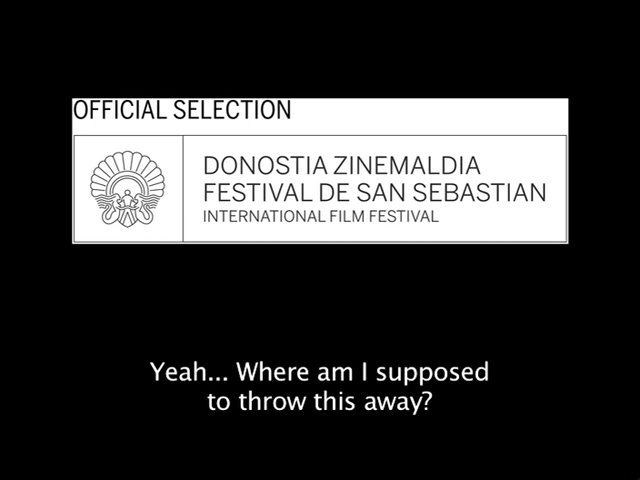 OFFICIAL SELECTION
DONOSTIA ZINEMALDIA
FESTIVAL DE SAN SEBASTIAN
INTERNATIONAL FILM FESTIVAL
Yeah... Where am I supposed
to throw this away?